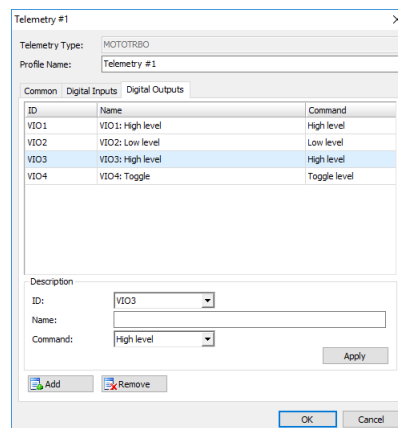 Telemetry #1
Telemetry Type: MOTOTRBO
Profile Name: Telemetry #1
Common Digital Inputs Digital Outputs
ID Name Command
VIO1 VIO1: High level High level
VIO2 VIO2: Low level Low level
VIO3 VIO3: High level High level
VIO4 VIO4: Toggle Toggle level
Description
ID: VIO3
Name:
Command: High level
Apply
Add Remove
OK Cancel